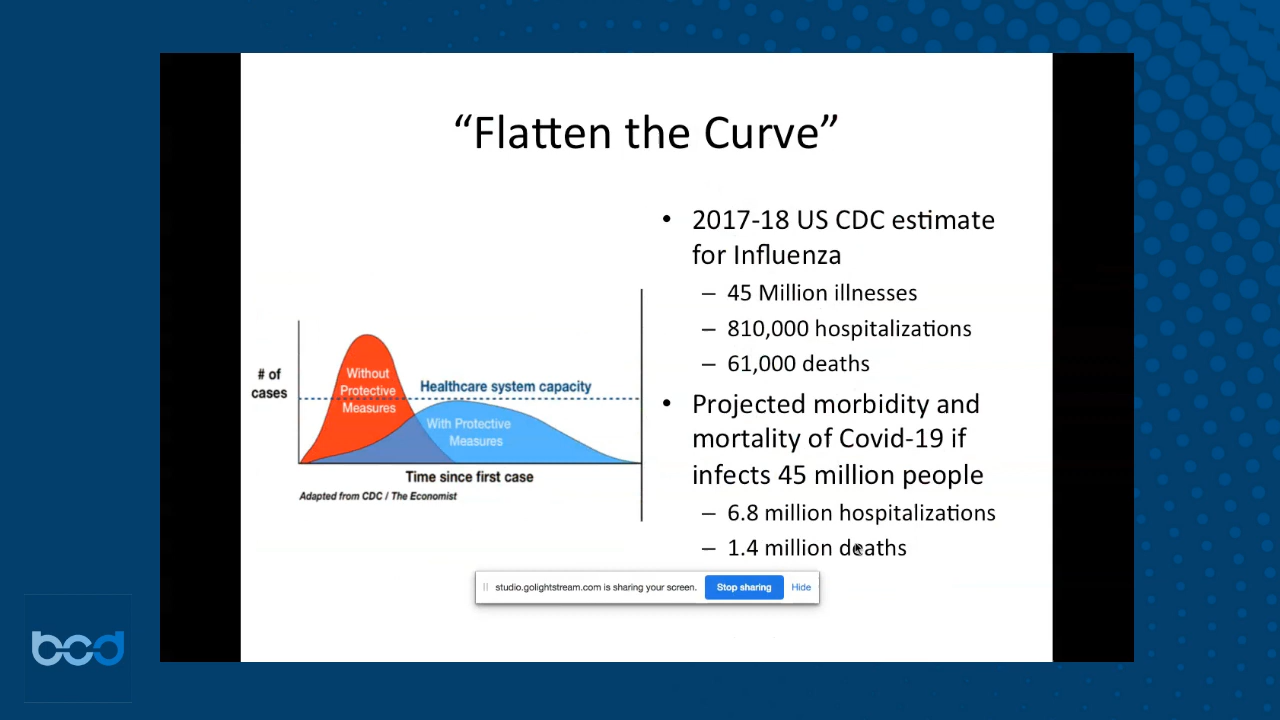 “Flatten the Curve”
# of
cases
Without
Protective
Measures
Healthcare system capacity
With Protective
Measures
Time since first case
Adapted from CDC / The Economist
• 2017-18 US CDC estimate
for Influenza
– 45 Million illnesses
– 810,000 hospitalizations
– 61,000 deaths
• Projected morbidity and
mortality of Covid-19 if
infects 45 million people
– 6.8 million hospitalizations
– 1.4 million deaths
studio.golightstream.com is sharing your screen.
Stop sharing
Hide
bcd